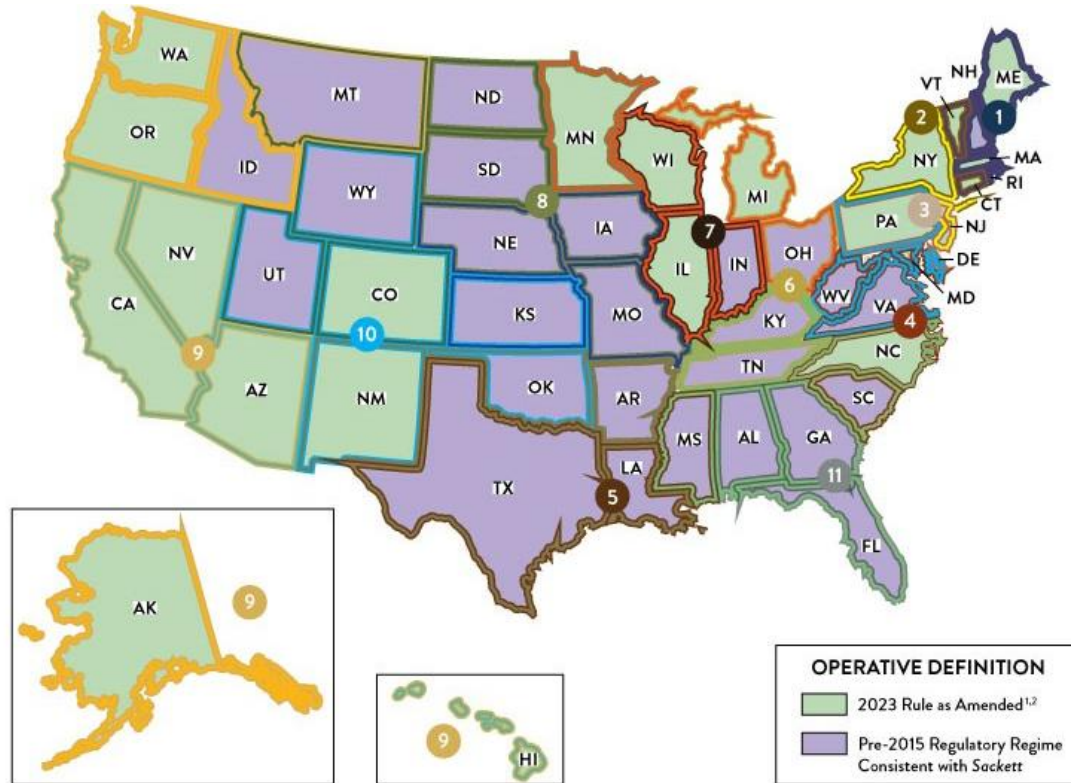 WA
MT
ND
MN
VT
NH
ME
OR
ID
SD
WI
MI
2
1
NY
MA
RI
CT
WY
8
IA
7
PA
3
NJ
NE
OH
DE
NV
UT
IL
IN
6
WV
MD
CA
CO
KS
MO
KY
VA
4
9
10
NC
AZ
NM
OK
AR
TN
SC
MS
AL
GA
TX
LA
5
11
FL
AK
9
9
HI
OPERATIVE DEFINITION
2023 Rule as Amended¹,²
Pre-2015 Regulatory Regime
Consistent with Sackett